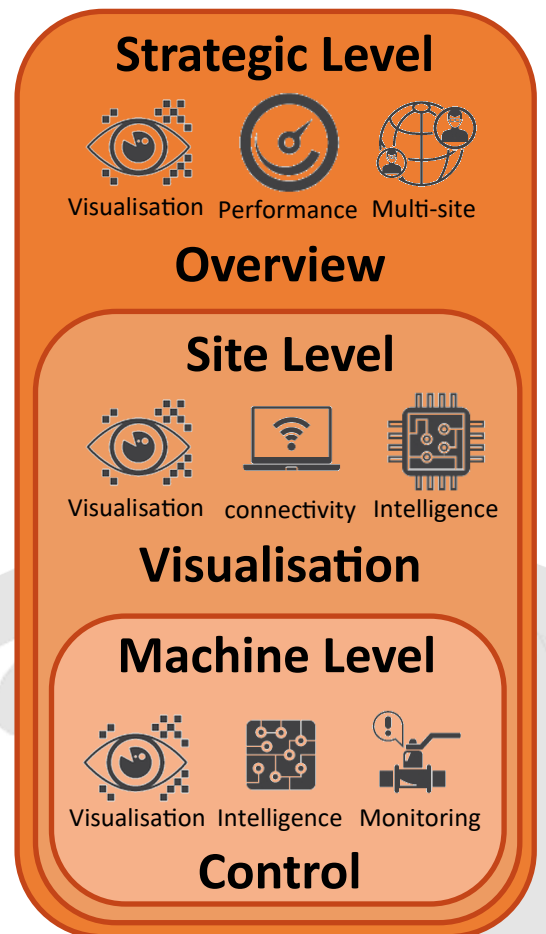 Strategic Level
Visualisation Performance Multi-site
Overview
Site Level
Visualisation connectivity Intelligence
Visualisation
Machine Level
!
Visualisation Intelligence Monitoring
Control